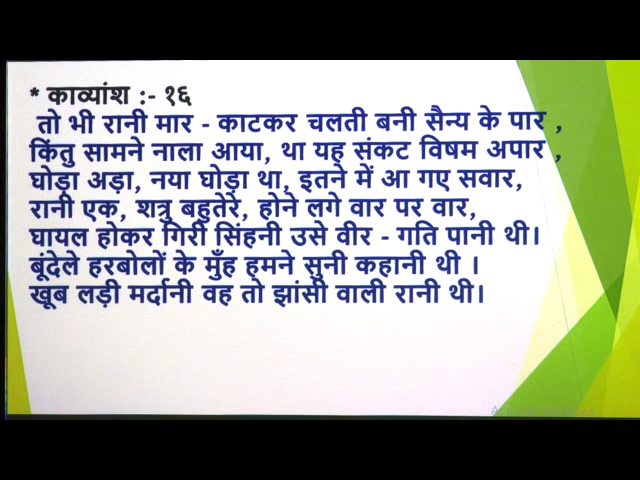 * काव्यांश :- १६
तो भी रानी मार - काटकर चलती बनी सैन्य के पार ,
किंतु सामने नाला आया, था यह संकट विषम अपार ,
घोड़ा अड़ा, नया घोड़ा था, इतने में आ गए सवार,
रानी एक, शत्रु बहुतेरे, होने लगे वार पर वार,
घायल होकर गिरी सिंहनी उसे वीर - गति पानी थी।
बूंदेले हरबोलों के मुँह हमने सुनी कहानी थी ।
खूब लड़ी मर्दानी वह तो झांसी वाली रानी थी।